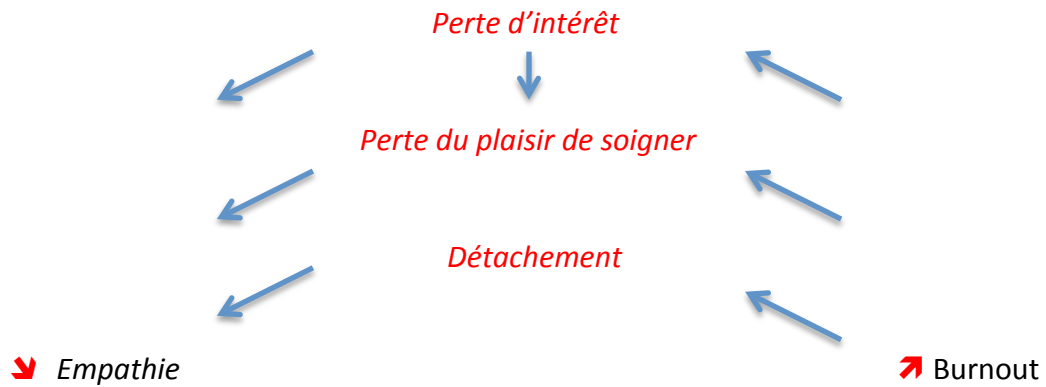 Perte d’intérêt
Perte du plaisir de soigner
Détachement
Empathie Burnout